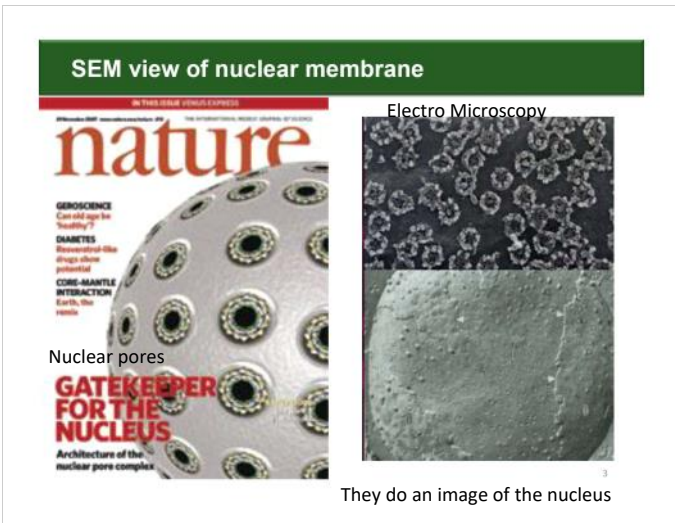 SEM view of nuclear membrane
IN THIS ISSUE VENUS EXPRESS
Electro Microscopy
THE INTERNATIONAL WEEKLY JOURNAL OF SCIENCE
nature
GEROSCIENCE
Can old age be
'healthy'?
DIABETES
Resveratrol-like
drugs show
potential
CORE-MANTLE
INTERACTION
Earth, the
remix
Nuclear pores
GATEKEEPER
FOR THE
NUCLEUS
Architecture of the
nuclear pore complex
3
They do an image of the nucleus